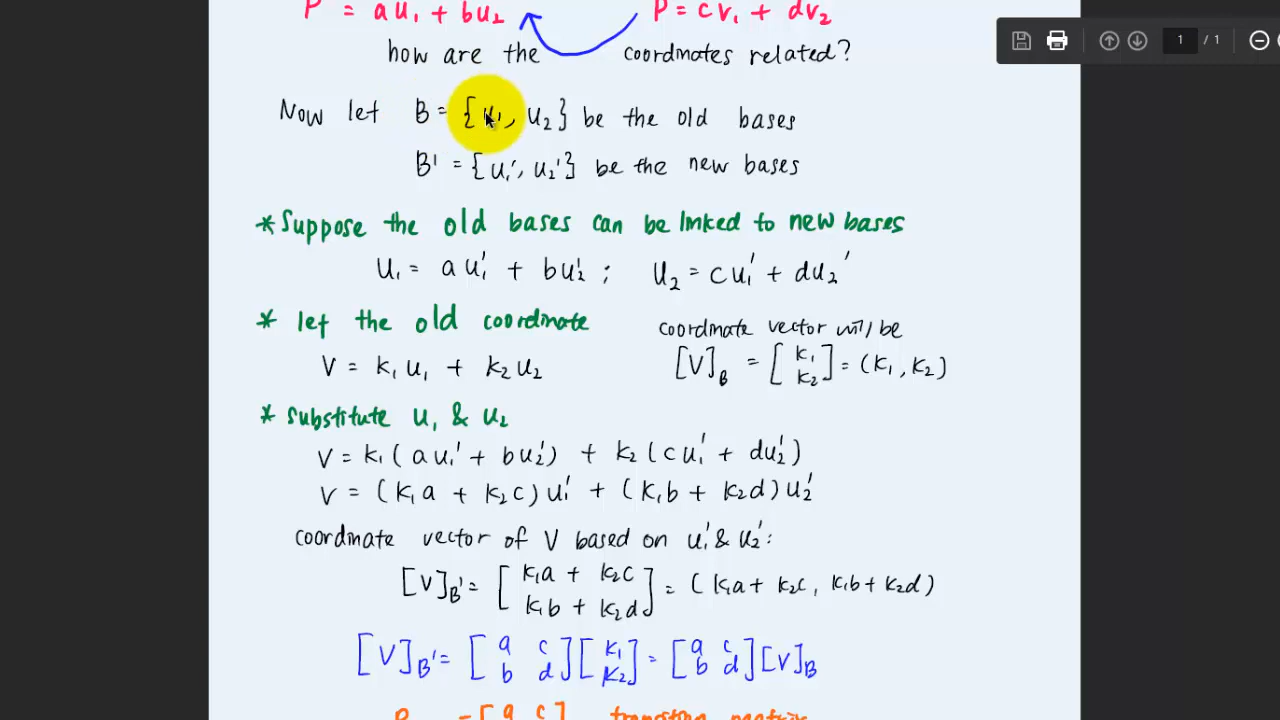 P = au₁ + bu₂ P = cv₁ + dv₂
how are the coordinates related?
1 / 1
Now let B = {u₁, u₂} be the old bases
B' = {u₁', u₂'} be the new bases
* Suppose the old bases can be linked to new bases
u₁ = au₁' + bu₂' ; u₂ = cu₁' + du₂'
* let the old coordinate
coordinate vector will be
V = k₁u₁ + k₂u₂ [V]_B = [k₁ k₂] = (k₁, k₂)
* substitute u₁ & u₂
V = k₁(au₁' + bu₂') + k₂(cu₁' + du₂')
V = (k₁a + k₂c)u₁' + (k₁b + k₂d)u₂'
coordinate vector of V based on u₁' & u₂' :
[V]_B' = [k₁a + k₂c k₁b + k₂d] = (k₁a + k₂c, k₁b + k₂d)
[V]_B' = [a c b d][k₁ k₂] = [a c b d][V]_B